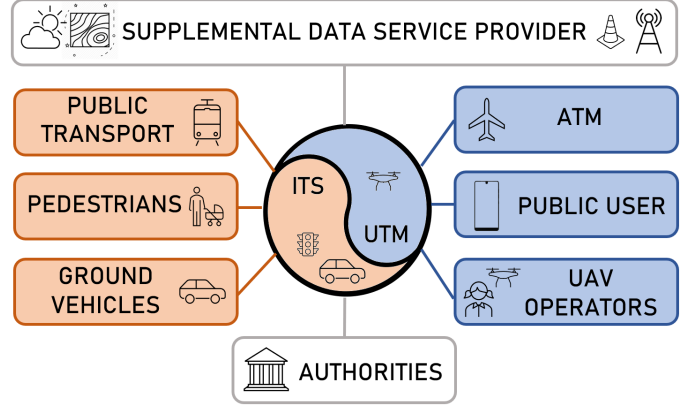 SUPPLEMENTAL DATA SERVICE PROVIDER
PUBLIC
TRANSPORT
ATM
ITS
PEDESTRIANS
PUBLIC USER
UTM
GROUND
VEHICLES
UAV
OPERATORS
AUTHORITIES